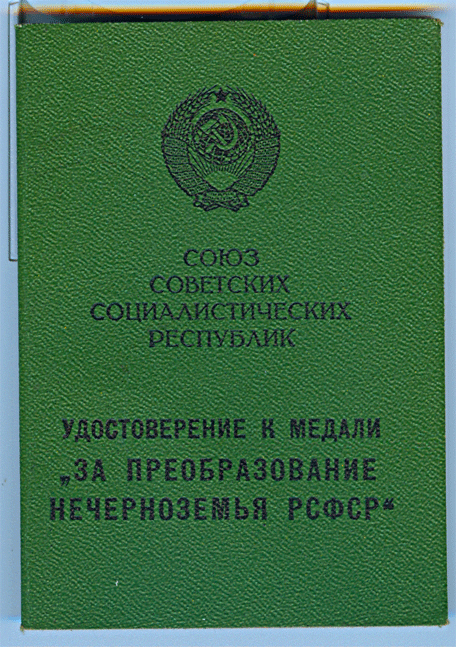 СОЮЗ
СОВЕТСКИХ
СОЦИАЛИСТИЧЕСКИХ
РЕСПУБЛИК
УДОСТОВЕРЕНИЕ К МЕДАЛИ
„ЗА ПРЕОБРАЗОВАНИЕ
НЕЧЕРНОЗЕМЬЯ РСФСР“